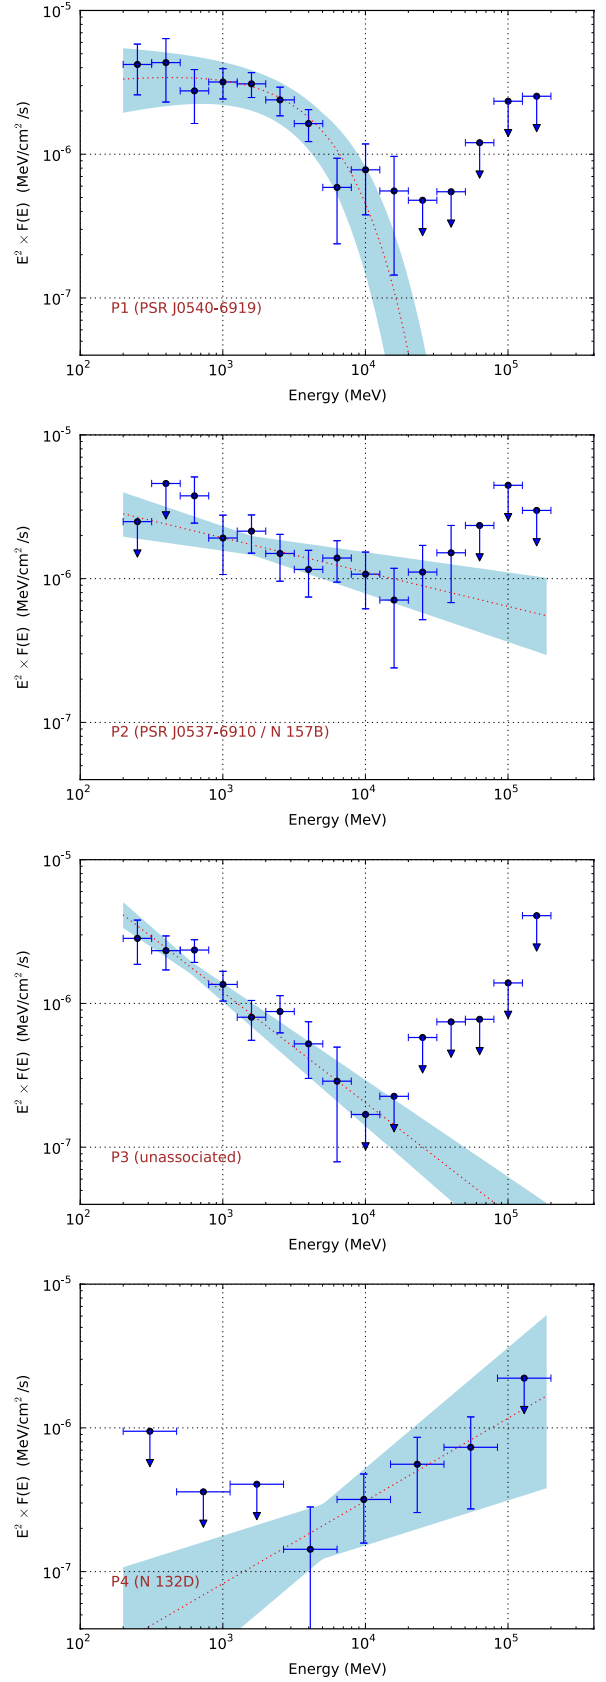 10^-5
10^-6
10^-7
E^2 × F(E) (MeV/cm^2 /s)
P1 (PSR J0540-6919)
10^2 10^3 10^4 10^5
Energy (MeV)
10^-5
10^-6
10^-7
E^2 × F(E) (MeV/cm^2 /s)
P2 (PSR J0537-6910 / N 157B)
10^2 10^3 10^4 10^5
Energy (MeV)
10^-5
10^-6
10^-7
E^2 × F(E) (MeV/cm^2 /s)
P3 (unassociated)
10^2 10^3 10^4 10^5
Energy (MeV)
10^-5
10^-6
10^-7
E^2 × F(E) (MeV/cm^2 /s)
P4 (N 132D)
10^2 10^3 10^4 10^5
Energy (MeV)